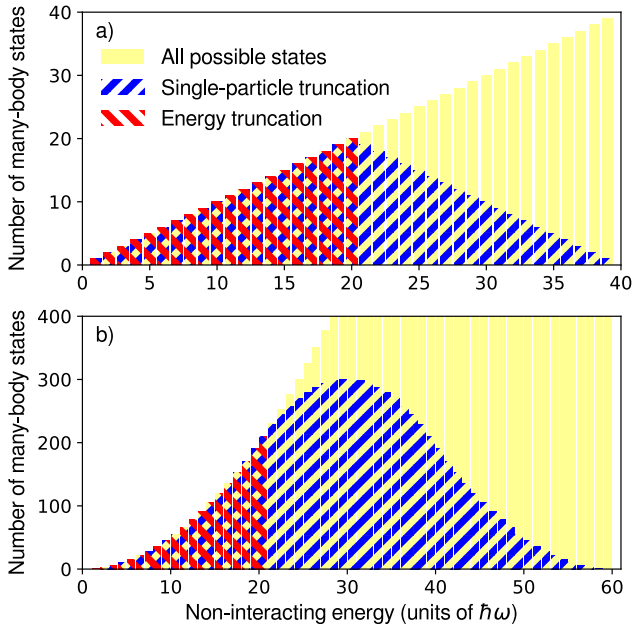 a)
All possible states
Single-particle truncation
Energy truncation
Number of many-body states
40
30
20
10
0
0 5 10 15 20 25 30 35 40
b)
Number of many-body states
400
300
200
100
0
0 10 20 30 40 50 60
Non-interacting energy (units of ℏω)